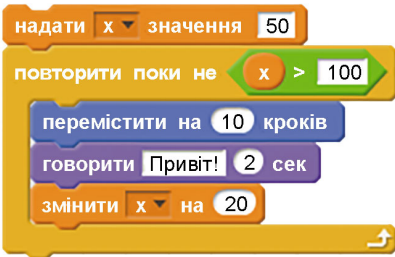 надати x значення 50
повторити поки не x > 100
перемістити на 10 кроків
говорити Привіт! 2 сек
змінити x на 20